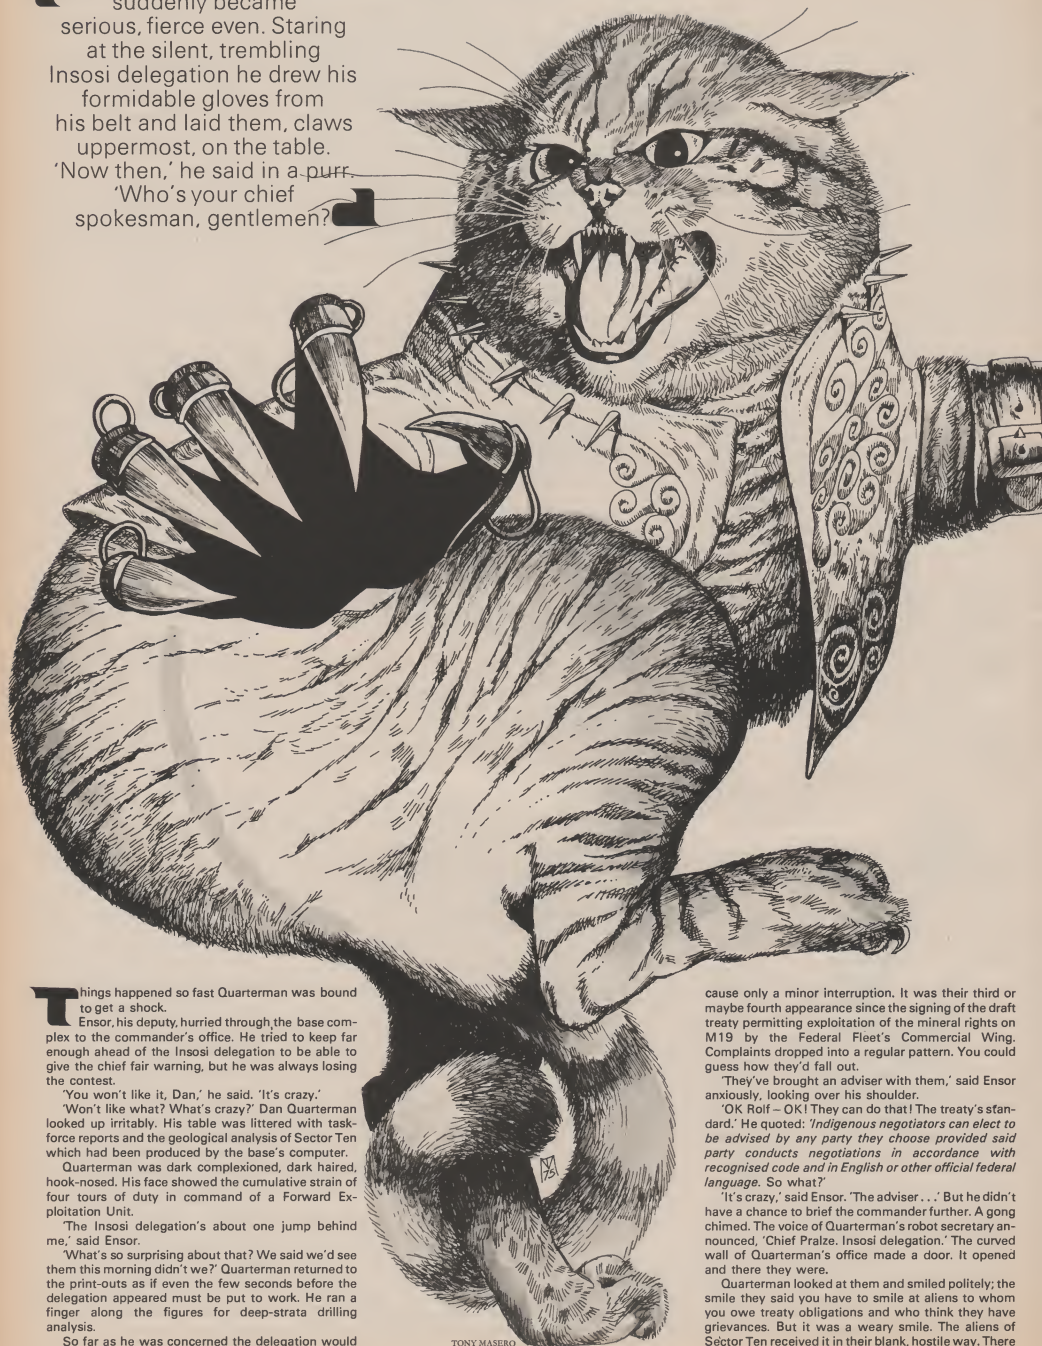 suddenly became
serious, fierce even. Staring
at the silent, trembling
Insosi delegation he drew his
formidable gloves from
his belt and laid them, claws
uppermost, on the table.
‘Now then,’ he said in a purr.
‘Who’s your chief
spokesman, gentlemen?
Things happened so fast Quarterman was bound
to get a shock.
Ensor, his deputy, hurried through the base com-
plex to the commander’s office. He tried to keep far
enough ahead of the Insosi delegation to be able to
give the chief fair warning, but he was always losing
the contest.
‘You won’t like it, Dan,’ he said. ‘It’s crazy.’
‘Won’t like what? What’s crazy?’ Dan Quarterman
looked up irritably. His table was littered with task-
force reports and the geological analysis of Sector Ten
which had been produced by the base’s computer.
Quarterman was dark complexioned, dark haired,
hook-nosed. His face showed the cumulative strain of
four tours of duty in command of a Forward Ex-
ploitation Unit.
‘The Insosi delegation’s about one jump behind
me,’ said Ensor.
‘What’s so surprising about that? We said we’d see
them this morning didn’t we?’ Quarterman returned to
the print-outs as if even the few seconds before the
delegation appeared must be put to work. He ran a
finger along the figures for deep-strata drilling
analysis.
So far as he was concerned the delegation would
cause only a minor interruption. It was their third or
maybe fourth appearance since the signing of the draft
treaty permitting exploitation of the mineral rights on
M19 by the Federal Fleet’s Commercial Wing.
Complaints dropped into a regular pattern. You could
guess how they’d fall out.
‘They’ve brought an adviser with them,’ said Ensor
anxiously, looking over his shoulder.
‘OK Rolf – OK! They can do that! The treaty’s stan-
dard.’ He quoted: ‘Indigenous negotiators can elect to
be advised by any party they choose provided said
party conducts negotiations in accordance with
recognised code and in English or other official federal
language. So what?’
‘It’s crazy,’ said Ensor. ‘The adviser . . .’ But he didn’t
have a chance to brief the commander further. A gong
chimed. The voice of Quarterman’s robot secretary an-
nounced, ‘Chief Pralze. Insosi delegation.’ The curved
wall of Quarterman’s office made a door. It opened
and there they were.
Quarterman looked at them and smiled politely; the
smile they said you have to smile at aliens to whom
you owe treaty obligations and who think they have
grievances. But it was a weary smile. The aliens of
Sector Ten received it in their blank, hostile way. There
TONY MASERO
75